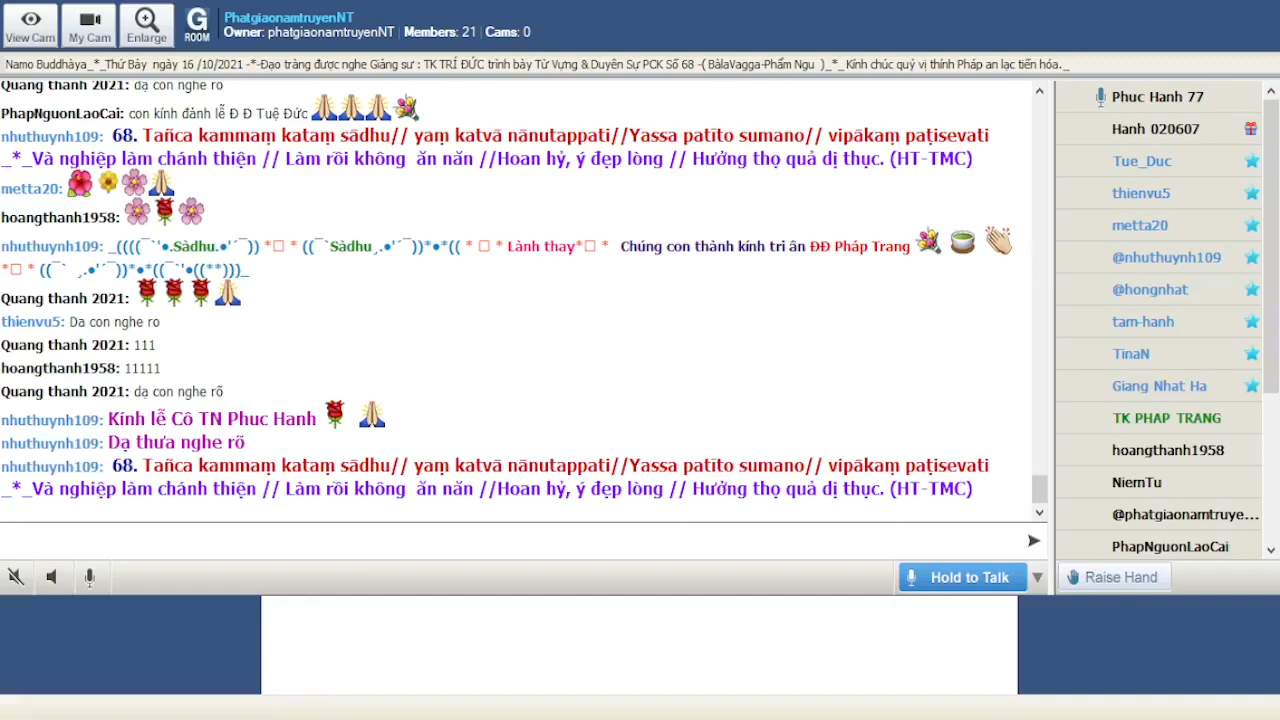 View Cam
My Cam
Enlarge
G
ROOM
PhatgiaonamtruyenNT
Owner: phatgiaonamtruyenNT | Members: 21 | Cams: 0
Namo Buddhàya_*_Thứ Bảy ngày 16 /10/2021 -*-Đạo tràng được nghe Giảng sư : TK TRÍ ĐỨC trình bày Từ Vựng & Duyên Sự PCK Số 68 -( BàlaVagga-Phẩm Ngu )_*_ Kính chúc quý vị thính Pháp an lạc tiến hóa._
Quang thanh 2021: dạ con nghe rõ
PhapNguonLaoCai: con kính đảnh lễ Đ Đ Tuệ Đức
nhuthuynh109: 68. Tañca kammaṃ kataṃ sādhu// yaṃ katvā nānutappati//Yassa patīto sumano// vipākaṃ paṭisevati
_*_Và nghiệp làm chánh thiện // Làm rồi không ăn năn //Hoan hỷ, ý đẹp lòng // Hưởng thọ quả dị thục. (HT-TMC)
metta20:
hoangthanh1958:
nhuthuynh109: _((((¯`'●.Sàdhu.●'´¯)) *□ * ((¯`Sàdhu¸.●'´¯))*●*(( * □ * Lành thay*□ * Chúng con thành kính tri ân ĐĐ Pháp Trang
*□ * ((¯` ¸.●'´¯))*●*((¯`'●((**)))_
Quang thanh 2021:
thienvu5: Da con nghe ro
Quang thanh 2021: 111
hoangthanh1958: 11111
Quang thanh 2021: dạ con nghe rõ
nhuthuynh109: Kính lễ Cô TN Phuc Hanh
nhuthuynh109: Dạ thưa nghe rõ
nhuthuynh109: 68. Tañca kammaṃ kataṃ sādhu// yaṃ katvā nānutappati//Yassa patīto sumano// vipākaṃ paṭisevati
_*_Và nghiệp làm chánh thiện // Làm rồi không ăn năn //Hoan hỷ, ý đẹp lòng // Hưởng thọ quả dị thục. (HT-TMC)
Hold to Talk
Phuc Hanh 77
Hanh 020607
Tue_Duc
thienvu5
metta20
@nhuthuynh109
@hongnhat
tam-hanh
TinaN
Giang Nhat Ha
TK PHAP TRANG
hoangthanh1958
NiemTu
@phatgiaonamtruye...
PhapNguonLaoCai
Raise Hand